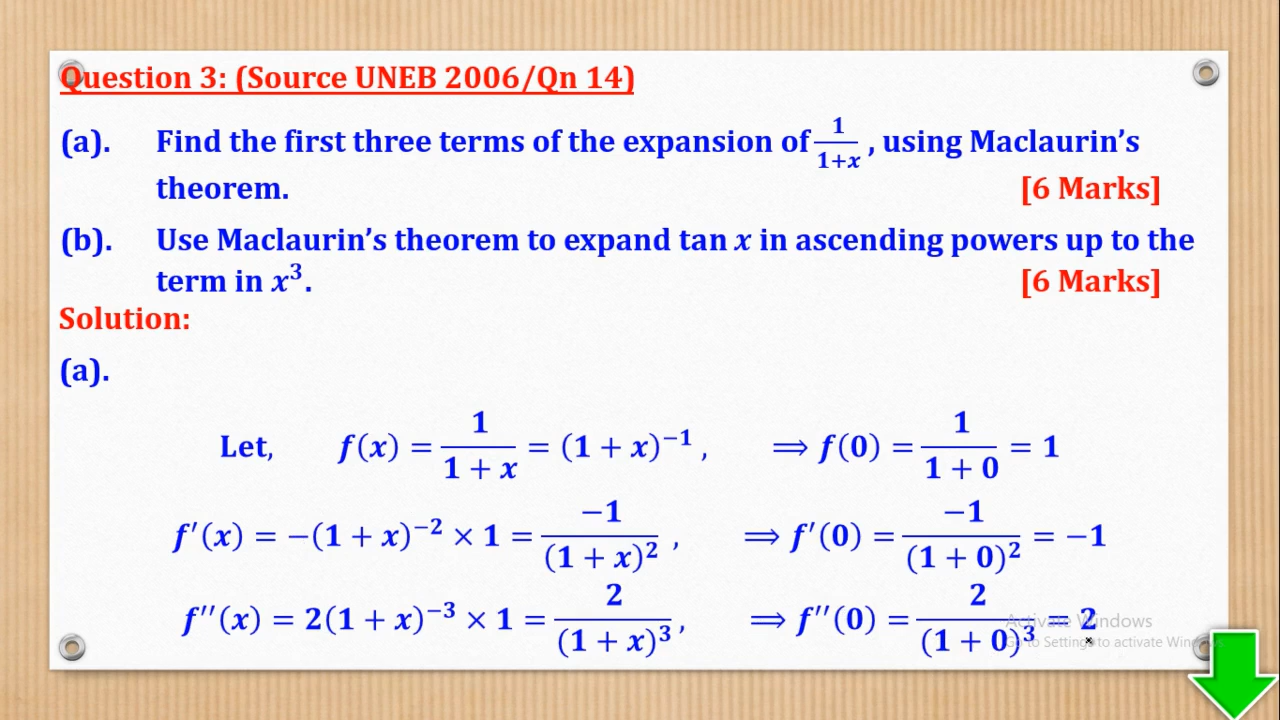 Question 3: (Source UNEB 2006/Qn 14)
(a). Find the first three terms of the expansion of 1/(1+x) , using Maclaurin's
theorem. [6 Marks]
(b). Use Maclaurin's theorem to expand tan x in ascending powers up to the
term in x³. [6 Marks]
Solution:
(a).
Let, f(x) = 1/(1 + x) = (1 + x)⁻¹ , ⟹ f(0) = 1/(1 + 0) = 1
f′(x) = −(1 + x)⁻² × 1 = −1/(1 + x)² , ⟹ f′(0) = −1/(1 + 0)² = −1
f′′(x) = 2(1 + x)⁻³ × 1 = 2/(1 + x)³ , ⟹ f′′(0) = 2/(1 + 0)³ = 2
Activate Windows
Go to Settings to activate Windows